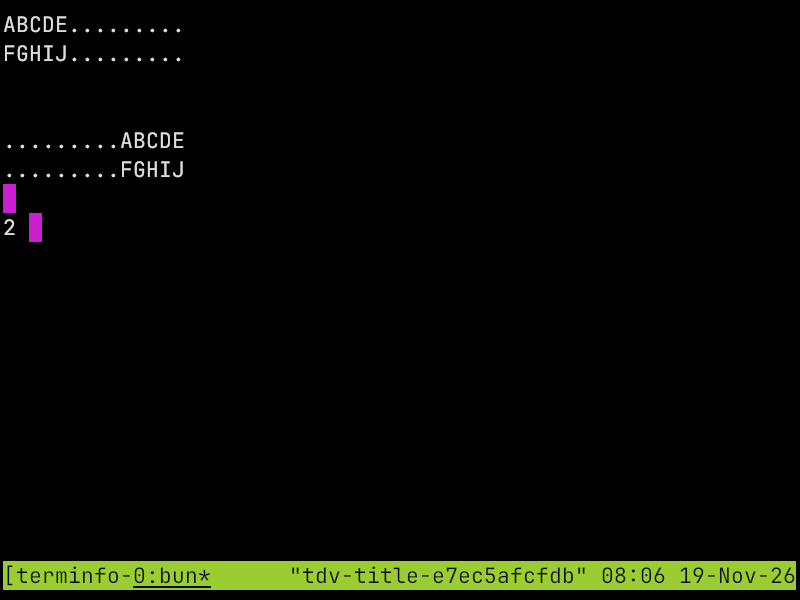 ABCDE.........
FGHIJ.........
.........ABCDE
.........FGHIJ
2
[terminfo-0:bun* "tdv-title-e7ec5afcfdb" 08:06 19-Nov-26